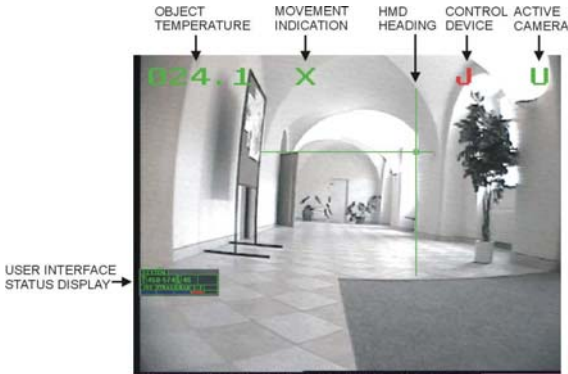 OBJECT TEMPERATURE
MOVEMENT INDICATION
HMD HEADING
CONTROL DEVICE
ACTIVE CAMERA
024.1 X J U
USER INTERFACE STATUS DISPLAY